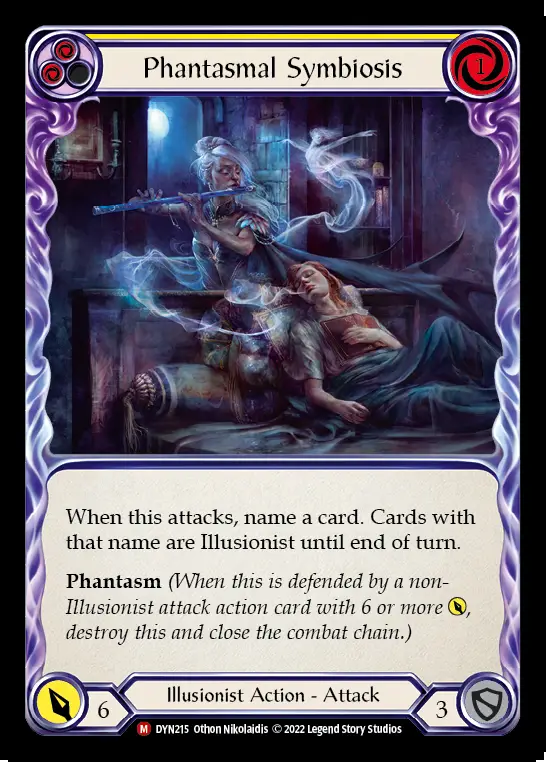 Phantasmal Symbiosis
1
When this attacks, name a card. Cards with
that name are Illusionist until end of turn.
Phantasm (When this is defended by a non-
Illusionist attack action card with 6 or more ,
destroy this and close the combat chain.)
6
Illusionist Action - Attack
3
M DYN215 Othon Nikolaidis © 2022 Legend Story Studios